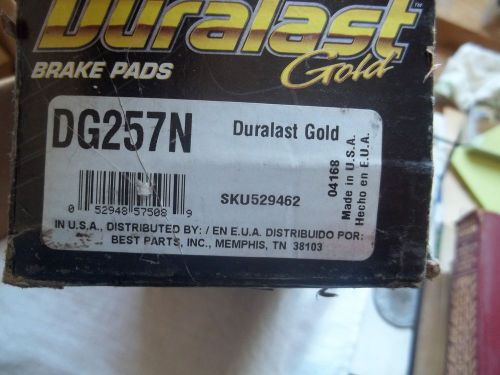 Duralast
Gold™
BRAKE PADS
DG257N
Duralast Gold
0 52948 57508 9
SKU529462
04168
Made in U.S.A.
Hecho en E.U.A.
IN U.S.A., DISTRIBUTED BY: / EN E.U.A. DISTRIBUIDO POR:
BEST PARTS, INC., MEMPHIS, TN 38103